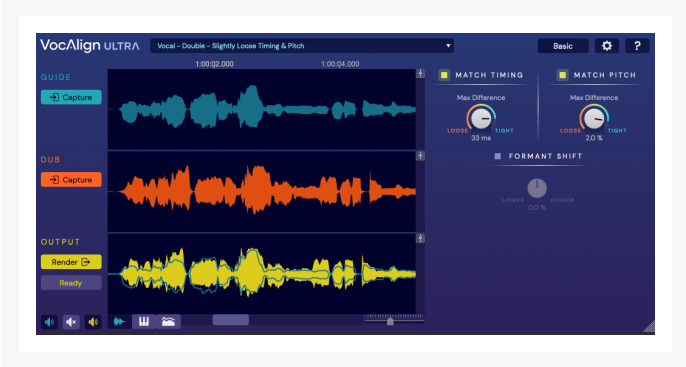 VocAlign ULTRA
Vocal - Double - Slightly Loose Timing & Pitch
Basic
?
1:00:02.000
1:00:04.000
GUIDE
Capture
DUB
Capture
OUTPUT
Render
Ready
MATCH TIMING
Max Difference
LOOSE
TIGHT
33 ms
MATCH PITCH
Max Difference
LOOSE
TIGHT
2.0 %
FORMANT SHIFT
LOWER
HIGHER
0.0 %